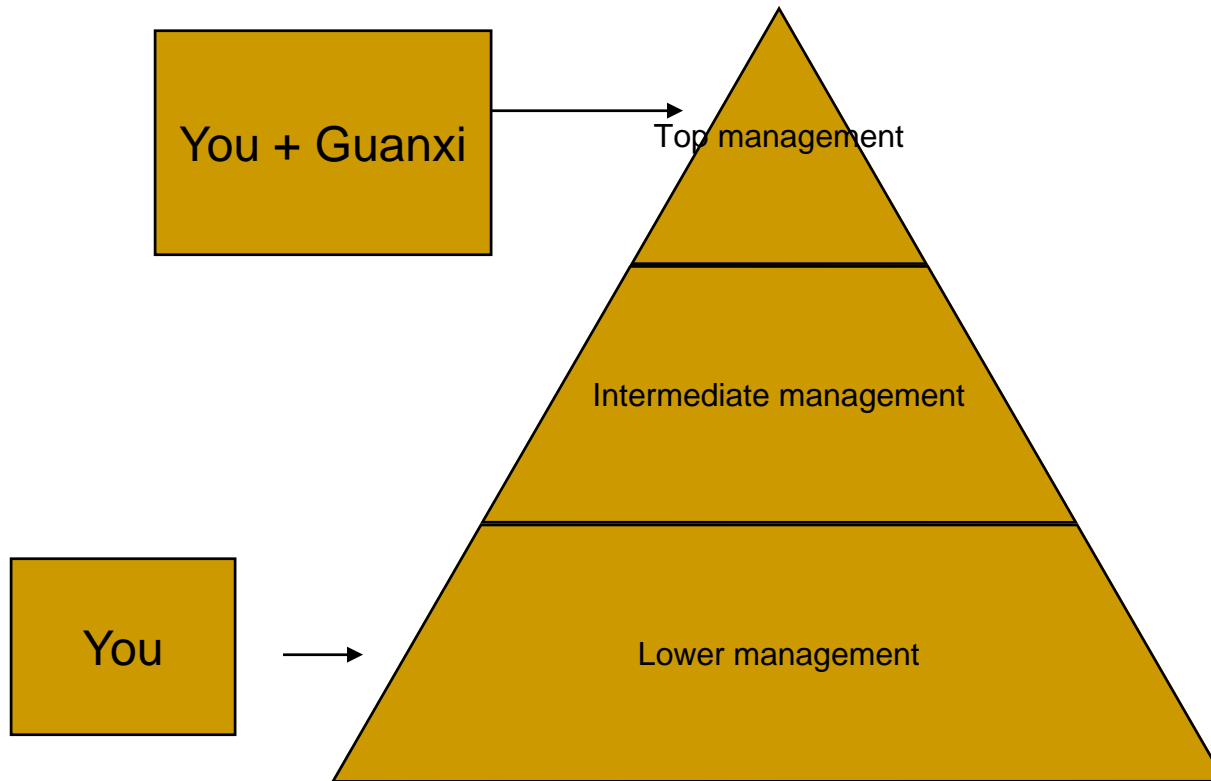 You + Guanxi
Top management
Intermediate management
You
Lower management